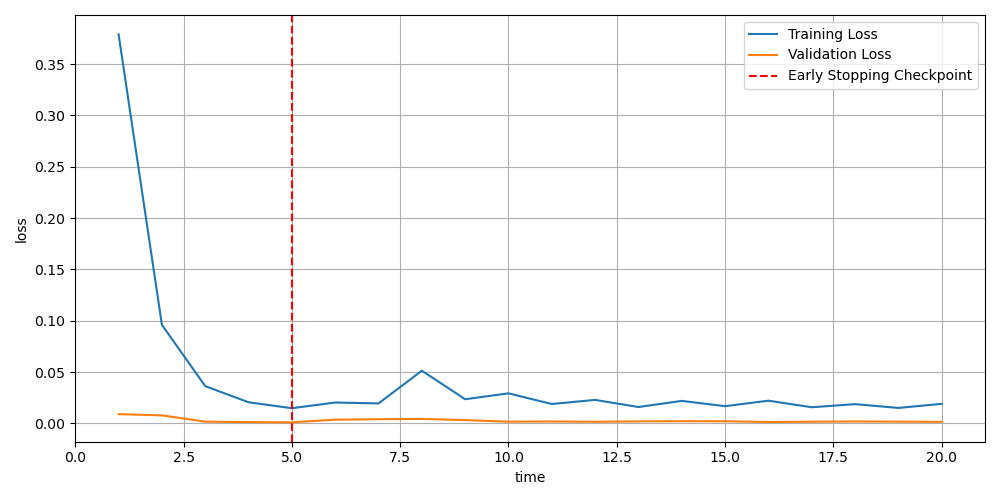 Training Loss
Validation Loss
Early Stopping Checkpoint
loss
0.35
0.30
0.25
0.20
0.15
0.10
0.05
0.00
0.0 2.5 5.0 7.5 10.0 12.5 15.0 17.5 20.0
time